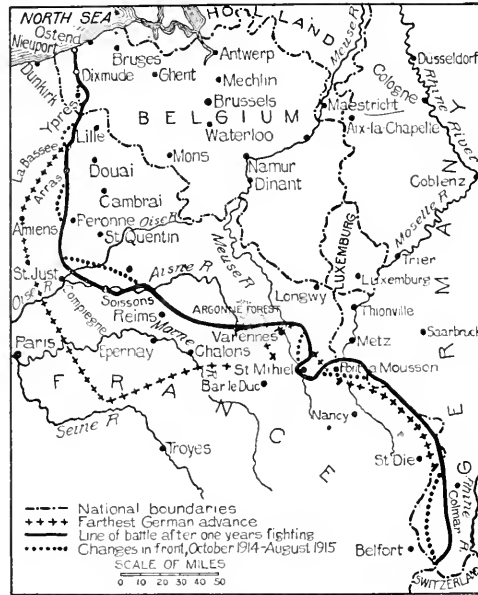 NORTH SEA
HOLLAND
Ostend
Nieuport
Bruges
Antwerp
Meuse R
Dusseldorf
Dunkirk
Dixmude
Ghent
Mechlin
Cologne
Rhine River
Ypres
Brussels
Maestricht
BELGIUM
Lille
Waterloo
Aix-la-Chapelle
La Bassee
Mons
Douai
Namur
Arras
Dinant
Coblenz
Cambrai
Peronne
Oise R
Moselle R
Amiens
St Quentin
Meuse R
LUXEMBURG
Trier
St. Just
Aisne R
Luxemburg
Oise R
Longwy
Compiegne
Soissons
ARGONNE FOREST
Thionville
Reims
Marne
Varennes
Metz
Saarbruck
Paris
Epernay
Chalons
St Mihiel
Pont a Mousson
FRANCE
Bar le Duc
GERMANY
Nancy
Seine R
Troyes
St Die
Colmar
Rhine R
National boundaries
Farthest German advance
Line of battle after one years fighting
Changes in front, October 1914-August 1915
Belfort
SCALE OF MILES
0 10 20 30 40 50
SWITZERLAND